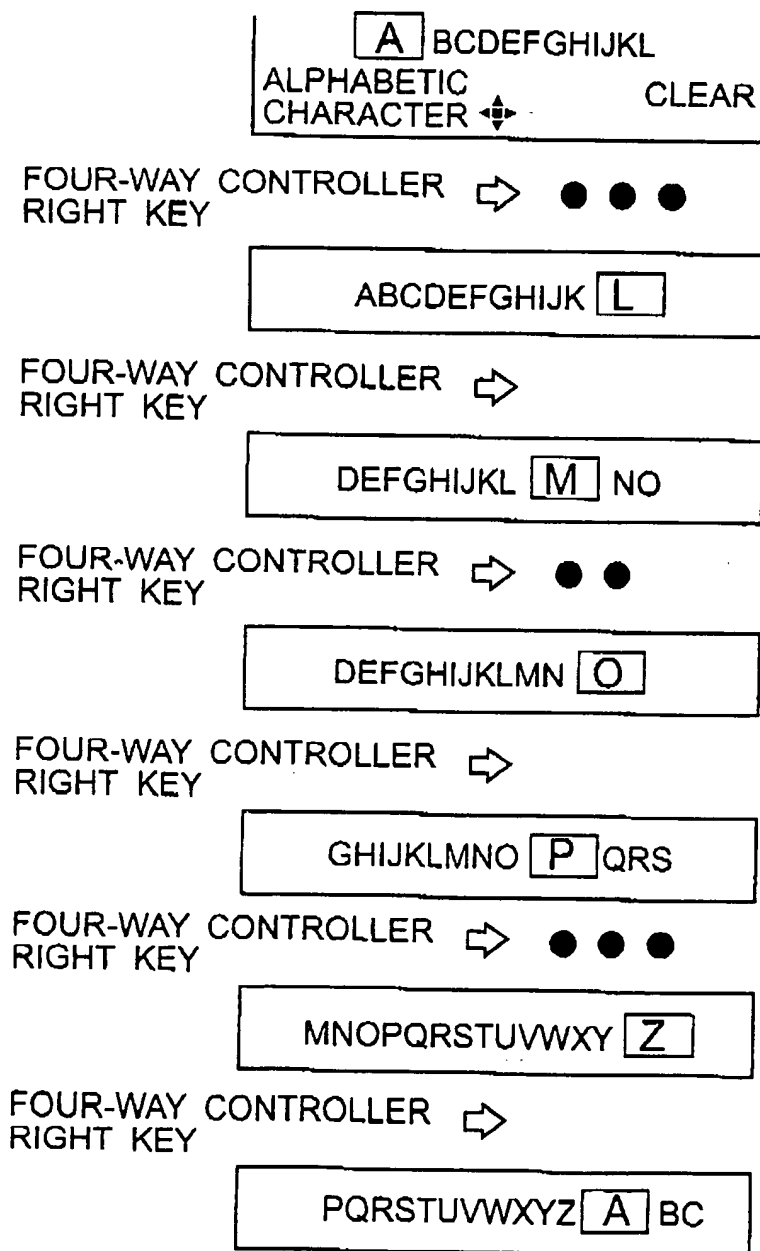 A BCDEFGHIJKL
ALPHABETIC
CHARACTER
CLEAR
FOUR-WAY CONTROLLER
RIGHT KEY
ABCDEFGHIJK L
FOUR-WAY CONTROLLER
RIGHT KEY
DEFGHIJKL M NO
FOUR-WAY CONTROLLER
RIGHT KEY
DEFGHIJKLMN O
FOUR-WAY CONTROLLER
RIGHT KEY
GHIJKLMNO P QRS
FOUR-WAY CONTROLLER
RIGHT KEY
MNOPQRSTUVWXY Z
FOUR-WAY CONTROLLER
RIGHT KEY
PQRSTUVWXYZ A BC